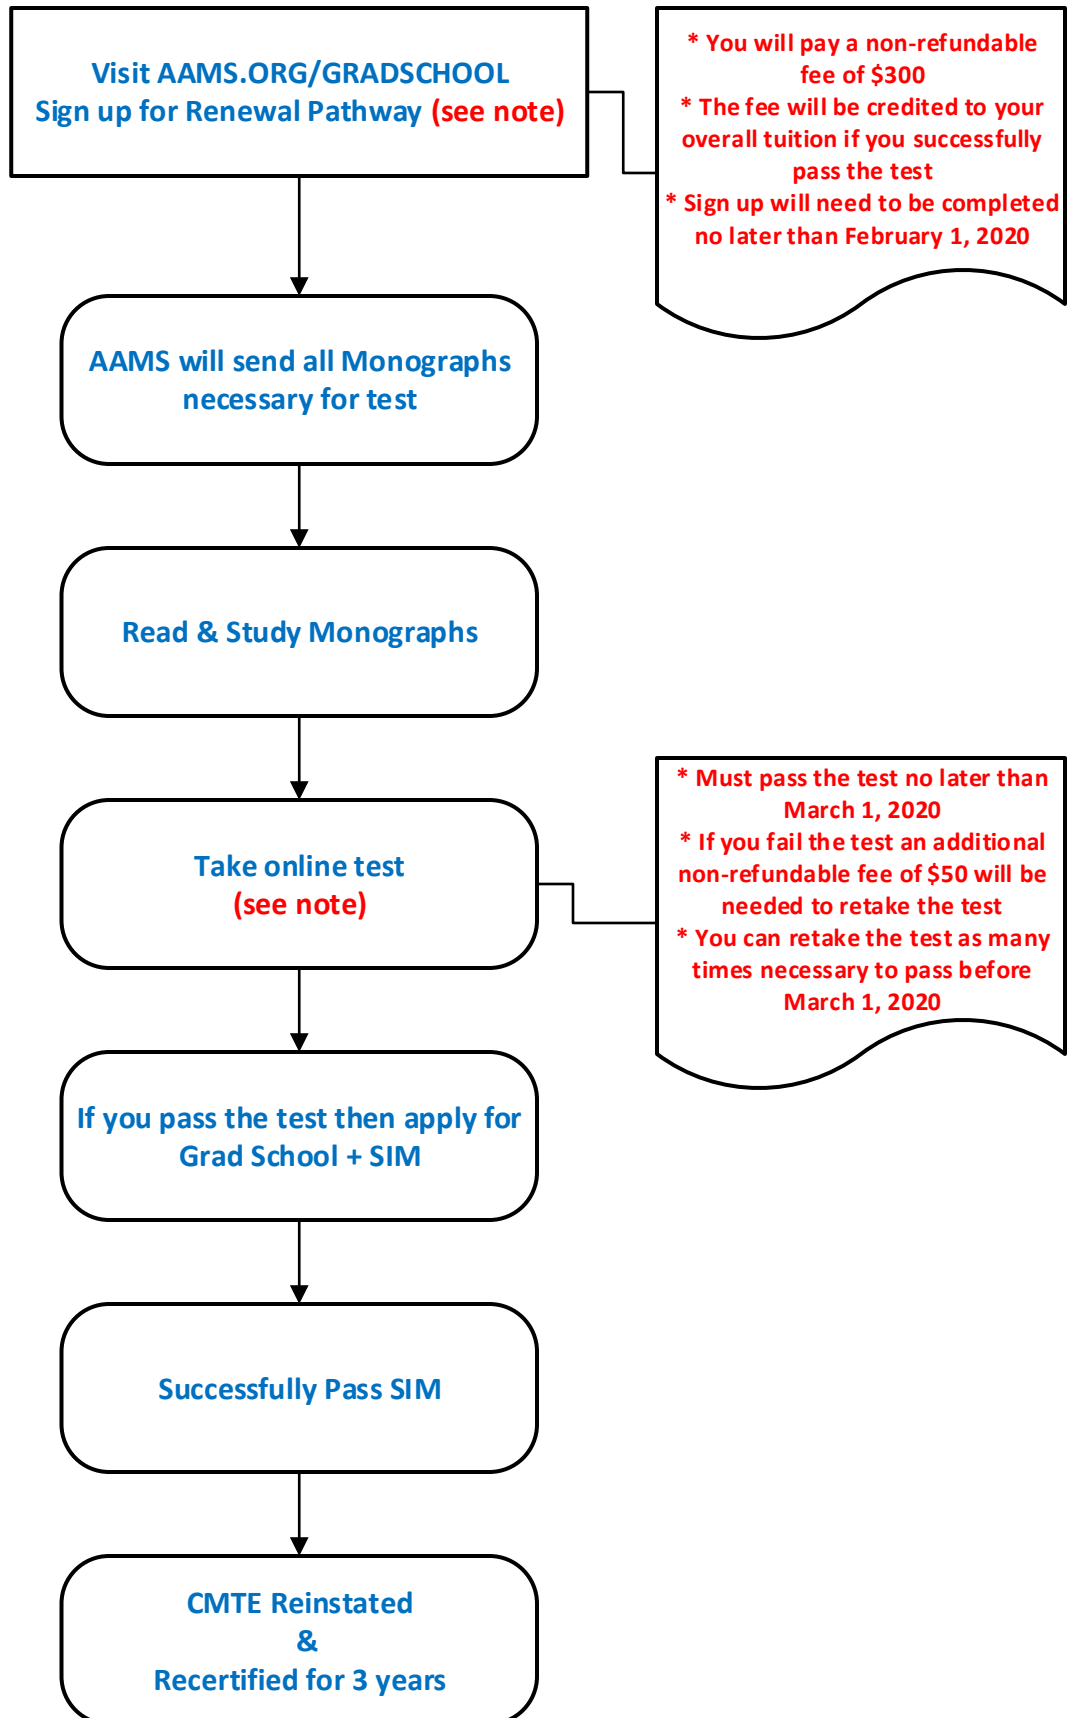 Visit AAMS.ORG/GRADSCHOOL
Sign up for Renewal Pathway (see note)
* You will pay a non-refundable
fee of $300
* The fee will be credited to your
overall tuition if you successfully
pass the test
* Sign up will need to be completed
no later than February 1, 2020
AAMS will send all Monographs
necessary for test
Read & Study Monographs
Take online test
(see note)
* Must pass the test no later than
March 1, 2020
* If you fail the test an additional
non-refundable fee of $50 will be
needed to retake the test
* You can retake the test as many
times necessary to pass before
March 1, 2020
If you pass the test then apply for
Grad School + SIM
Successfully Pass SIM
CMTE Reinstated
&
Recertified for 3 years